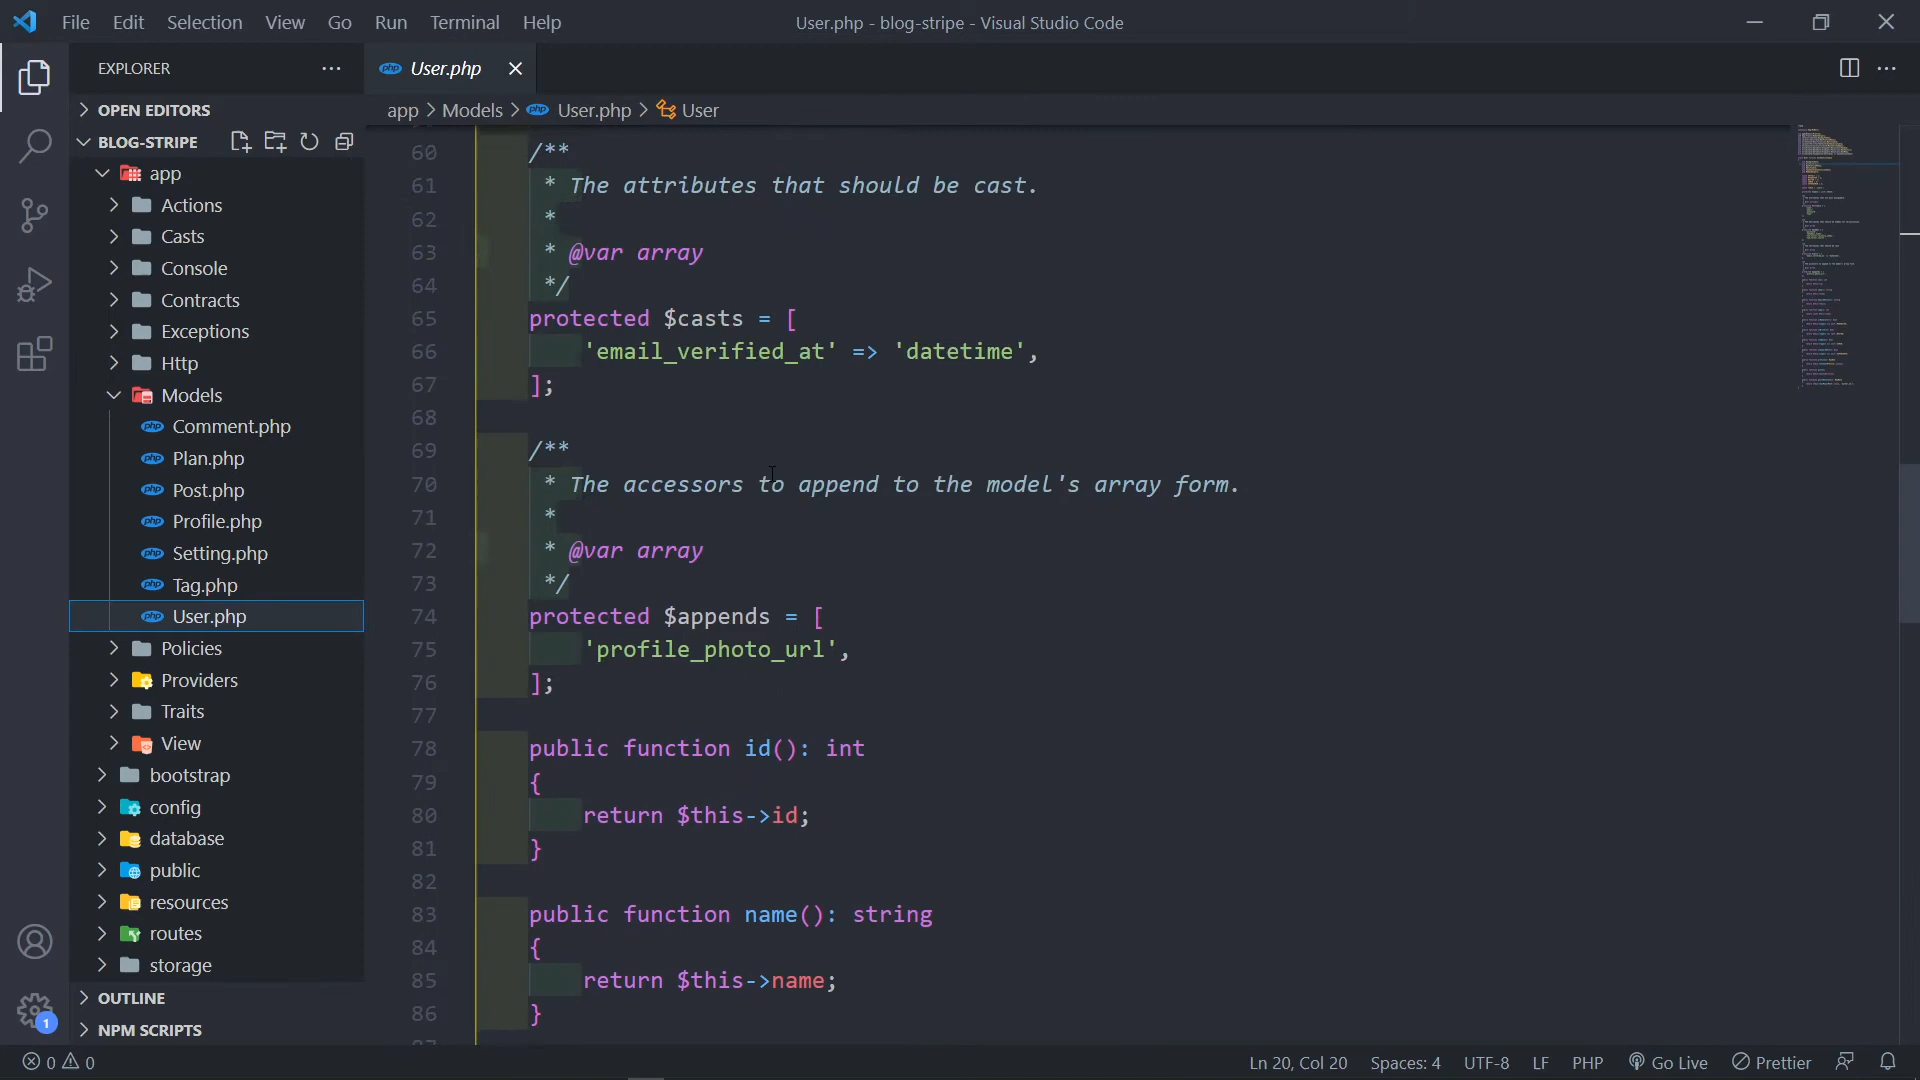 File Edit Selection View Go Run Terminal Help
User.php - blog-stripe - Visual Studio Code
EXPLORER
OPEN EDITORS
BLOG-STRIPE
app
Actions
Casts
Console
Contracts
Exceptions
Http
Models
Comment.php
Plan.php
Post.php
Profile.php
Setting.php
Tag.php
User.php
Policies
Providers
Traits
View
bootstrap
config
database
public
resources
routes
storage
OUTLINE
NPM SCRIPTS
1
php User.php
app > Models > php User.php > User
60 /**
61 * The attributes that should be cast.
62 *
63 * @var array
64 */
65 protected $casts = [
66 'email_verified_at' => 'datetime',
67 ];
68
69 /**
70 * The accessors to append to the model's array form.
71 *
72 * @var array
73 */
74 protected $appends = [
75 'profile_photo_url',
76 ];
77
78 public function id(): int
79 {
80 return $this->id;
81 }
82
83 public function name(): string
84 {
85 return $this->name;
86 }
0 0
Ln 20, Col 20 Spaces: 4 UTF-8 LF PHP Go Live Prettier